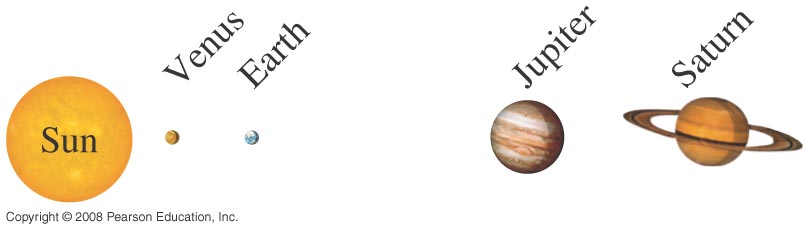 Venus
Earth
Jupiter
Saturn
Sun
Copyright © 2008 Pearson Education, Inc.